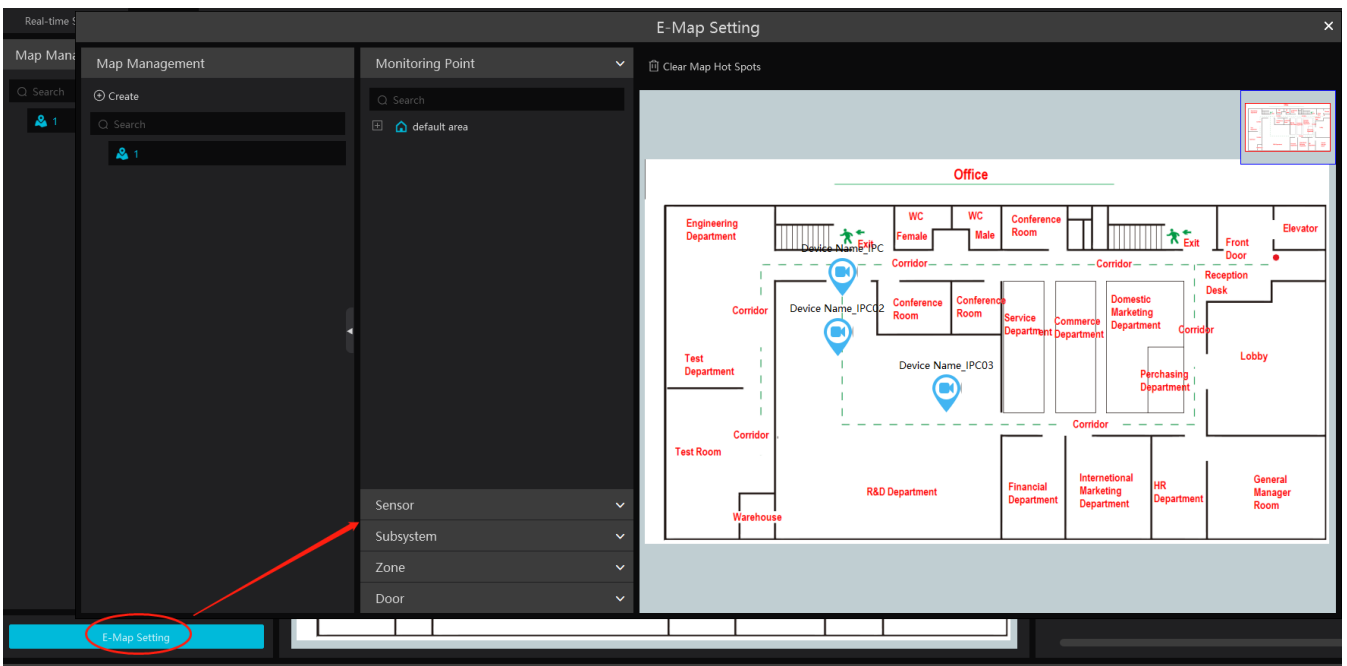 Real-time S
E-Map Setting
Map Mana
Search
1
Map Management
Create
Search
1
Monitoring Point
Search
default area
Sensor
Subsystem
Zone
Door
Clear Map Hot Spots
Office
Engineering
Department
Exit
WC
Female
WC
Male
Conference
Room
Exit
Front
Door
Elevator
Device Name_IPC
Corridor
Corridor
Reception
Desk
Corridor
Device Name_IPC02
Conference
Room
Conference
Room
Service
Department
Commerce
Department
Domestic
Marketing
Department
Corridor
Lobby
Test
Department
Device Name_IPC03
Perchasing
Department
Corridor
Corridor
Test Room
R&D Department
Financial
Department
International
Marketing
Department
HR
Department
General
Manager
Room
Warehouse
E-Map Setting